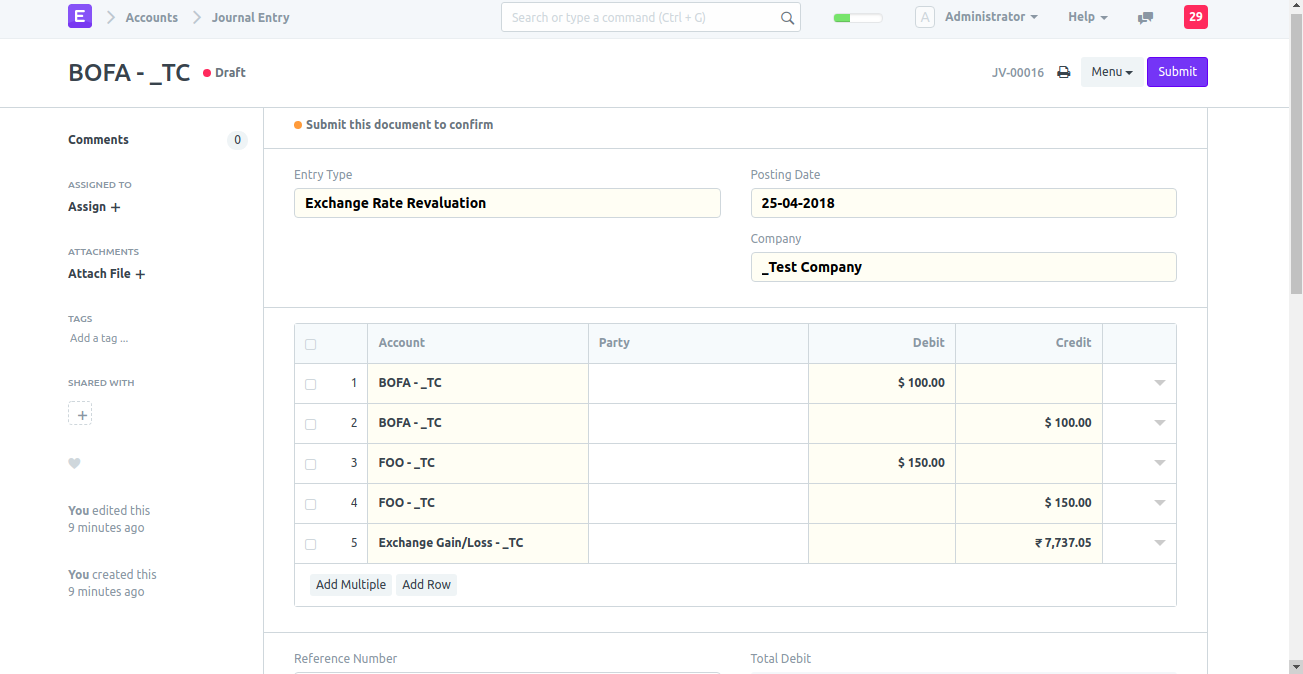 E Accounts Journal Entry Search or type a command (Ctrl + G) A Administrator Help 29
BOFA - _TC Draft JV-00016 Menu Submit
Comments 0
ASSIGNED TO
Assign +
ATTACHMENTS
Attach File +
TAGS
Add a tag ...
SHARED WITH
+
You edited this
9 minutes ago
You created this
9 minutes ago
Submit this document to confirm
Entry Type
Exchange Rate Revaluation
Posting Date
25-04-2018
Company
_Test Company
Account Party Debit Credit
1 BOFA - _TC $ 100.00
2 BOFA - _TC $ 100.00
3 FOO - _TC $ 150.00
4 FOO - _TC $ 150.00
5 Exchange Gain/Loss - _TC ₹ 7,737.05
Add Multiple Add Row
Reference Number Total Debit